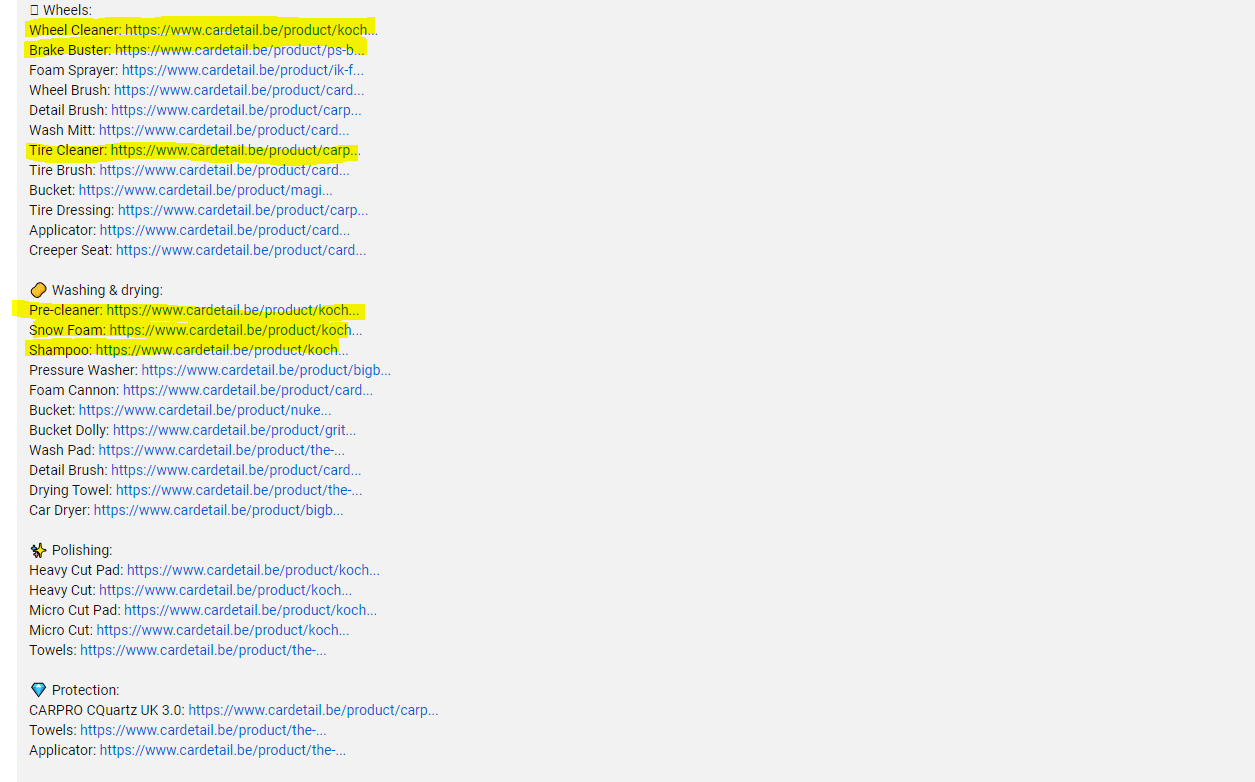 Wheels:
Wheel Cleaner: https://www.cardetail.be/product/koch...
Brake Buster: https://www.cardetail.be/product/ps-b...
Foam Sprayer: https://www.cardetail.be/product/ik-f...
Wheel Brush: https://www.cardetail.be/product/card...
Detail Brush: https://www.cardetail.be/product/carp...
Wash Mitt: https://www.cardetail.be/product/card...
Tire Cleaner: https://www.cardetail.be/product/carp...
Tire Brush: https://www.cardetail.be/product/card...
Bucket: https://www.cardetail.be/product/magi...
Tire Dressing: https://www.cardetail.be/product/carp...
Applicator: https://www.cardetail.be/product/card...
Creeper Seat: https://www.cardetail.be/product/card...
Washing & drying:
Pre-cleaner: https://www.cardetail.be/product/koch...
Snow Foam: https://www.cardetail.be/product/koch...
Shampoo: https://www.cardetail.be/product/koch...
Pressure Washer: https://www.cardetail.be/product/bigb...
Foam Cannon: https://www.cardetail.be/product/card...
Bucket: https://www.cardetail.be/product/nuke...
Bucket Dolly: https://www.cardetail.be/product/grit...
Wash Pad: https://www.cardetail.be/product/the-...
Detail Brush: https://www.cardetail.be/product/card...
Drying Towel: https://www.cardetail.be/product/the-...
Car Dryer: https://www.cardetail.be/product/bigb...
✨ Polishing:
Heavy Cut Pad: https://www.cardetail.be/product/koch...
Heavy Cut: https://www.cardetail.be/product/koch...
Micro Cut Pad: https://www.cardetail.be/product/koch...
Micro Cut: https://www.cardetail.be/product/koch...
Towels: https://www.cardetail.be/product/the-...
💎 Protection:
CARPRO CQuartz UK 3.0: https://www.cardetail.be/product/carp...
Towels: https://www.cardetail.be/product/the-...
Applicator: https://www.cardetail.be/product/the-...